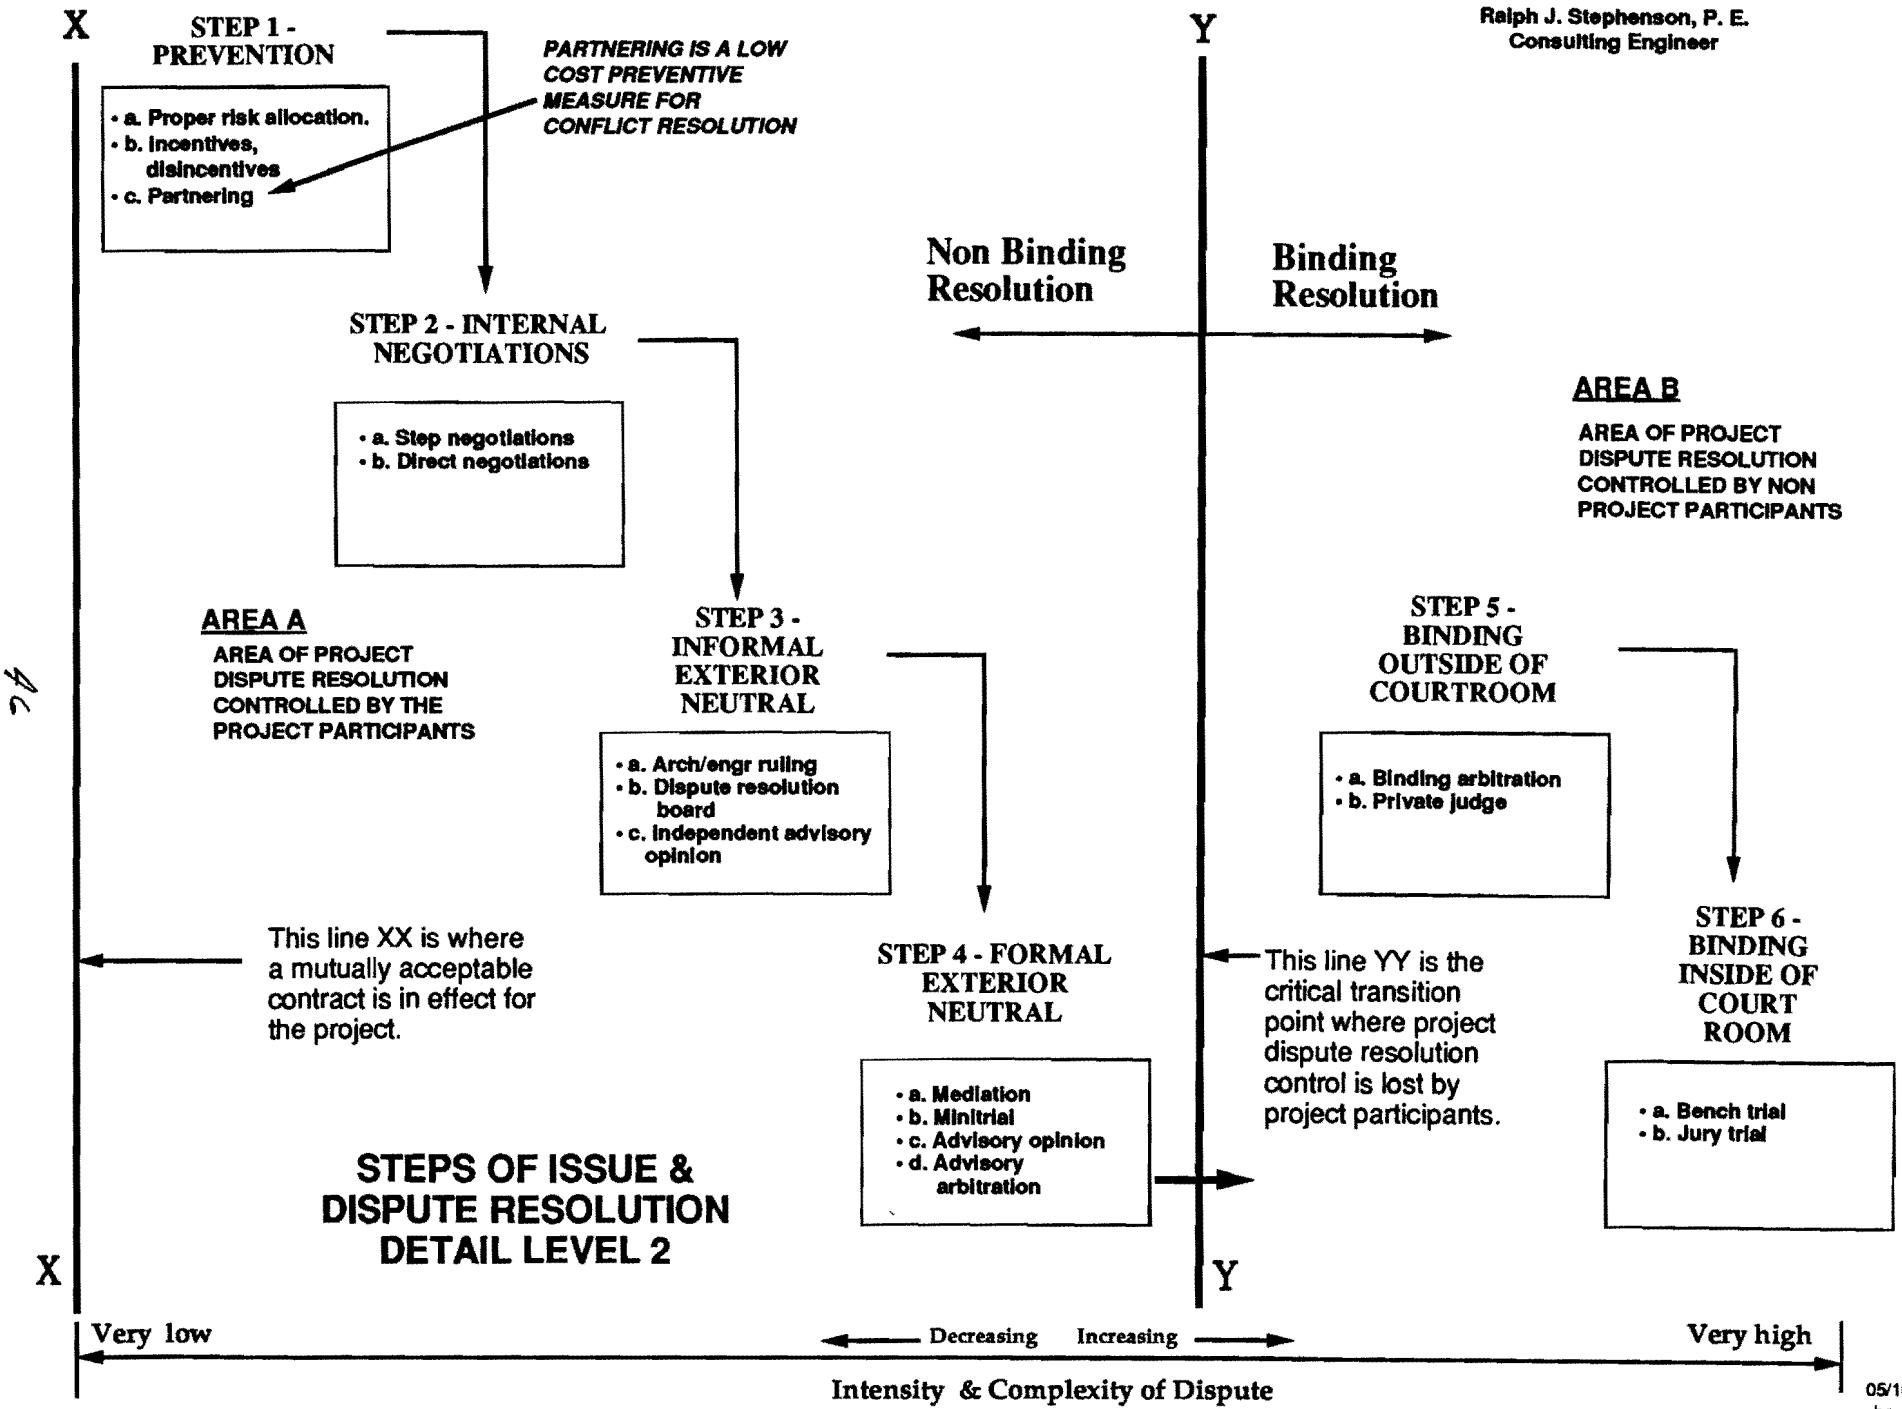 X
STEP 1 -
PREVENTION
• a. Proper risk allocation.
• b. Incentives,
disincentives
• c. Partnering
PARTNERING IS A LOW
COST PREVENTIVE
MEASURE FOR
CONFLICT RESOLUTION
Y
Ralph J. Stephenson, P. E.
Consulting Engineer
Non Binding
Resolution
Binding
Resolution
STEP 2 - INTERNAL
NEGOTIATIONS
• a. Step negotiations
• b. Direct negotiations
AREA B
AREA OF PROJECT
DISPUTE RESOLUTION
CONTROLLED BY NON
PROJECT PARTICIPANTS
AREA A
AREA OF PROJECT
DISPUTE RESOLUTION
CONTROLLED BY THE
PROJECT PARTICIPANTS
STEP 3 -
INFORMAL
EXTERIOR
NEUTRAL
• a. Arch/engr ruling
• b. Dispute resolution
board
• c. Independent advisory
opinion
STEP 5 -
BINDING
OUTSIDE OF
COURTROOM
• a. Binding arbitration
• b. Private judge
This line XX is where
a mutually acceptable
contract is in effect for
the project.
STEP 4 - FORMAL
EXTERIOR
NEUTRAL
• a. Mediation
• b. Minitrial
• c. Advisory opinion
• d. Advisory
arbitration
This line YY is the
critical transition
point where project
dispute resolution
control is lost by
project participants.
STEP 6 -
BINDING
INSIDE OF
COURT
ROOM
• a. Bench trial
• b. Jury trial
STEPS OF ISSUE &
DISPUTE RESOLUTION
DETAIL LEVEL 2
X
Y
Very low
Decreasing Increasing
Very high
Intensity & Complexity of Dispute